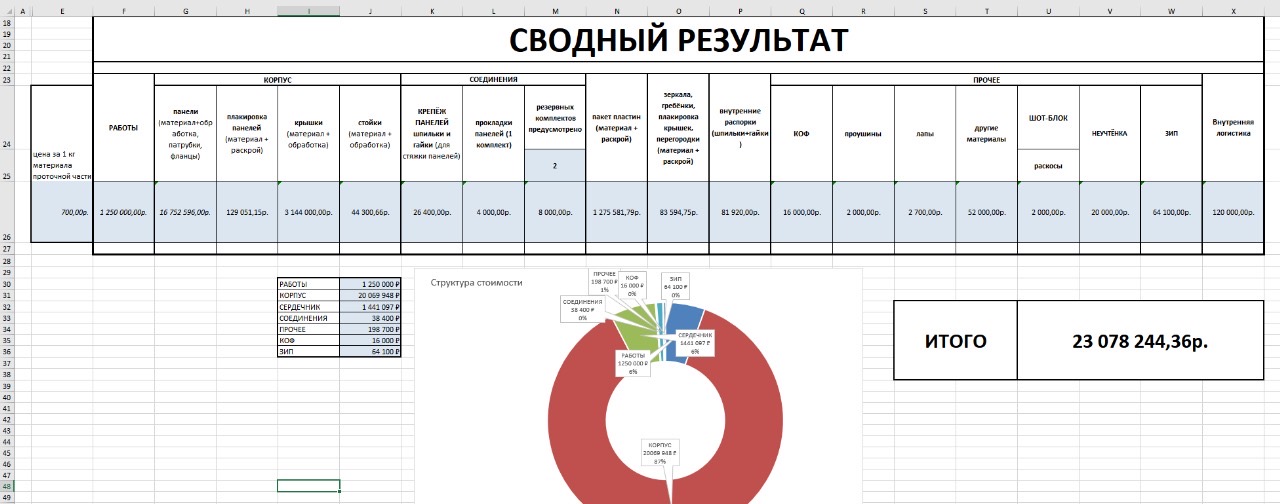 A E F G H I J K L M N O P Q R S T U V W X
18
19
20
21
СВОДНЫЙ РЕЗУЛЬТАТ
22
23
КОРПУС
СОЕДИНЕНИЯ
ПРОЧЕЕ
24
25
цена за 1 кг
материала
проточной части
РАБОТЫ
панели
(материал+обр
аботка,
патрубки,
фланцы)
плакировка
панелей
(материал +
раскрой)
крышки
(материал +
обработка)
стойки
(материал +
обработка)
КРЕПЁЖ
ПАНЕЛЕЙ
шпильки и
гайки (для
стяжки панелей)
прокладки
панелей (1
комплект)
резервных
комплектов
предусмотрено
2
пакет пластин
(материал +
раскрой)
зеркала,
гребёнки,
плакировка
крышек,
перегородки
(материал +
раскрой)
внутренние
распорки
(шпильки+гайки
)
КОФ
проушины
лапы
другие
материалы
ШОТ-БЛОК
раскосы
НЕУЧТЁНКА
ЗИП
Внутренняя
логистика
26
700,00р. 1 250 000,00р. 16 752 596,00р. 129 051,15р. 3 144 000,00р. 44 300,66р. 26 400,00р. 4 000,00р. 8 000,00р. 1 275 581,79р. 83 594,75р. 81 920,00р. 16 000,00р. 2 000,00р. 2 700,00р. 52 000,00р. 2 000,00р. 20 000,00р. 64 100,00р. 120 000,00р.
27
28
29
30
РАБОТЫ 1 250 000 ₽
31
КОРПУС 20 069 948 ₽
32
СЕРДЕЧНИК 1 441 097 ₽
33
СОЕДИНЕНИЯ 38 400 ₽
34
ПРОЧЕЕ 198 700 ₽
35
КОФ 16 000 ₽
36
ЗИП 64 100 ₽
37
38
39
40
41
42
43
44
45
46
47
48
49
Структура стоимости
ПРОЧЕЕ
198 700 ₽
1%
КОФ
16 000 ₽
0%
ЗИП
64 100 ₽
0%
СОЕДИНЕНИЯ
38 400 ₽
0%
СЕРДЕЧНИК
1441 097 ₽
6%
РАБОТЫ
1250 000 ₽
6%
КОРПУС
20069 948 ₽
87%
ИТОГО
23 078 244,36р.